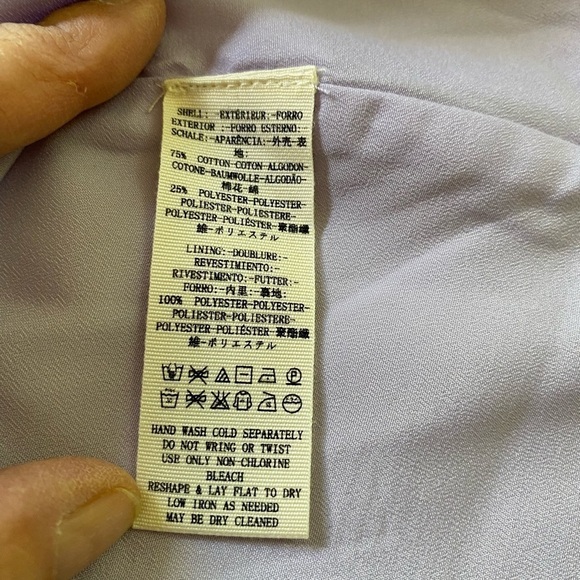 SHELL: -EXTÉRIEUR:-FORRO
EXTERIOR :-FORRO ESTERNO:
SCHALE:-APARÊNCIA:-外壳-表
地:
75% COTTON-COTON ALGODON-
COTONE-BAUMWOLLE-ALGODÃO-
棉花-綿
25% POLYESTER-POLYESTER-
POLIESTER-POLIESTERE-
POLYESTER-POLIÉSTER-聚酯纖
維-ポリエステル
LINING:-DOUBLURE:-
REVESTIMIENTO:-
RIVESTIMENTO:-FUTTER:-
FORRO:-内里:-裏地:
100% POLYESTER-POLYESTER-
POLIESTER-POLIESTERE-
POLYESTER-POLIÉSTER-聚酯纖
維-ポリエステル
HAND WASH COLD SEPARATELY
DO NOT WRING OR TWIST
USE ONLY NON CHLORINE
BLEACH
RESHAPE & LAY FLAT TO DRY
LOW IRON AS NEEDED
MAY BE DRY CLEANED